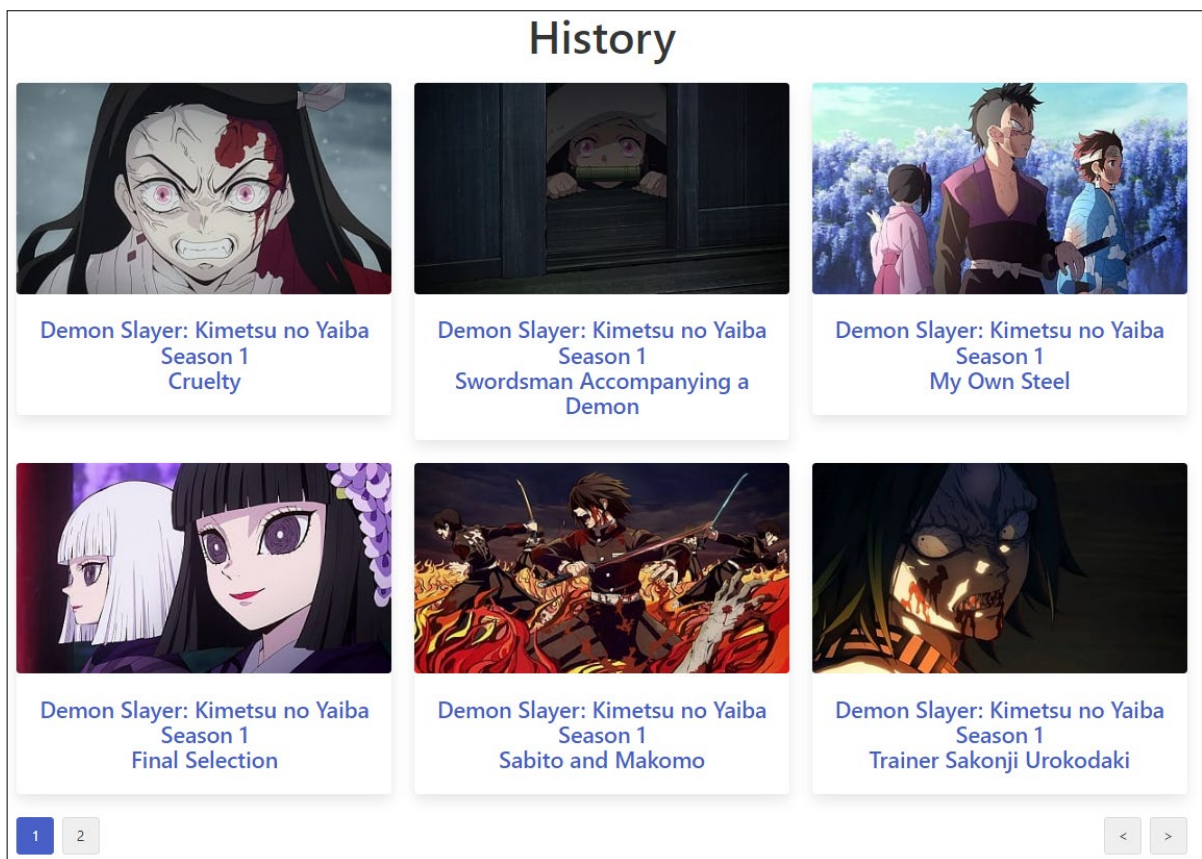 History
Demon Slayer: Kimetsu no Yaiba
Season 1
Cruelty
Demon Slayer: Kimetsu no Yaiba
Season 1
Swordsman Accompanying a
Demon
Demon Slayer: Kimetsu no Yaiba
Season 1
My Own Steel
Demon Slayer: Kimetsu no Yaiba
Season 1
Final Selection
Demon Slayer: Kimetsu no Yaiba
Season 1
Sabito and Makomo
Demon Slayer: Kimetsu no Yaiba
Season 1
Trainer Sakonji Urokodaki
1 2 < >